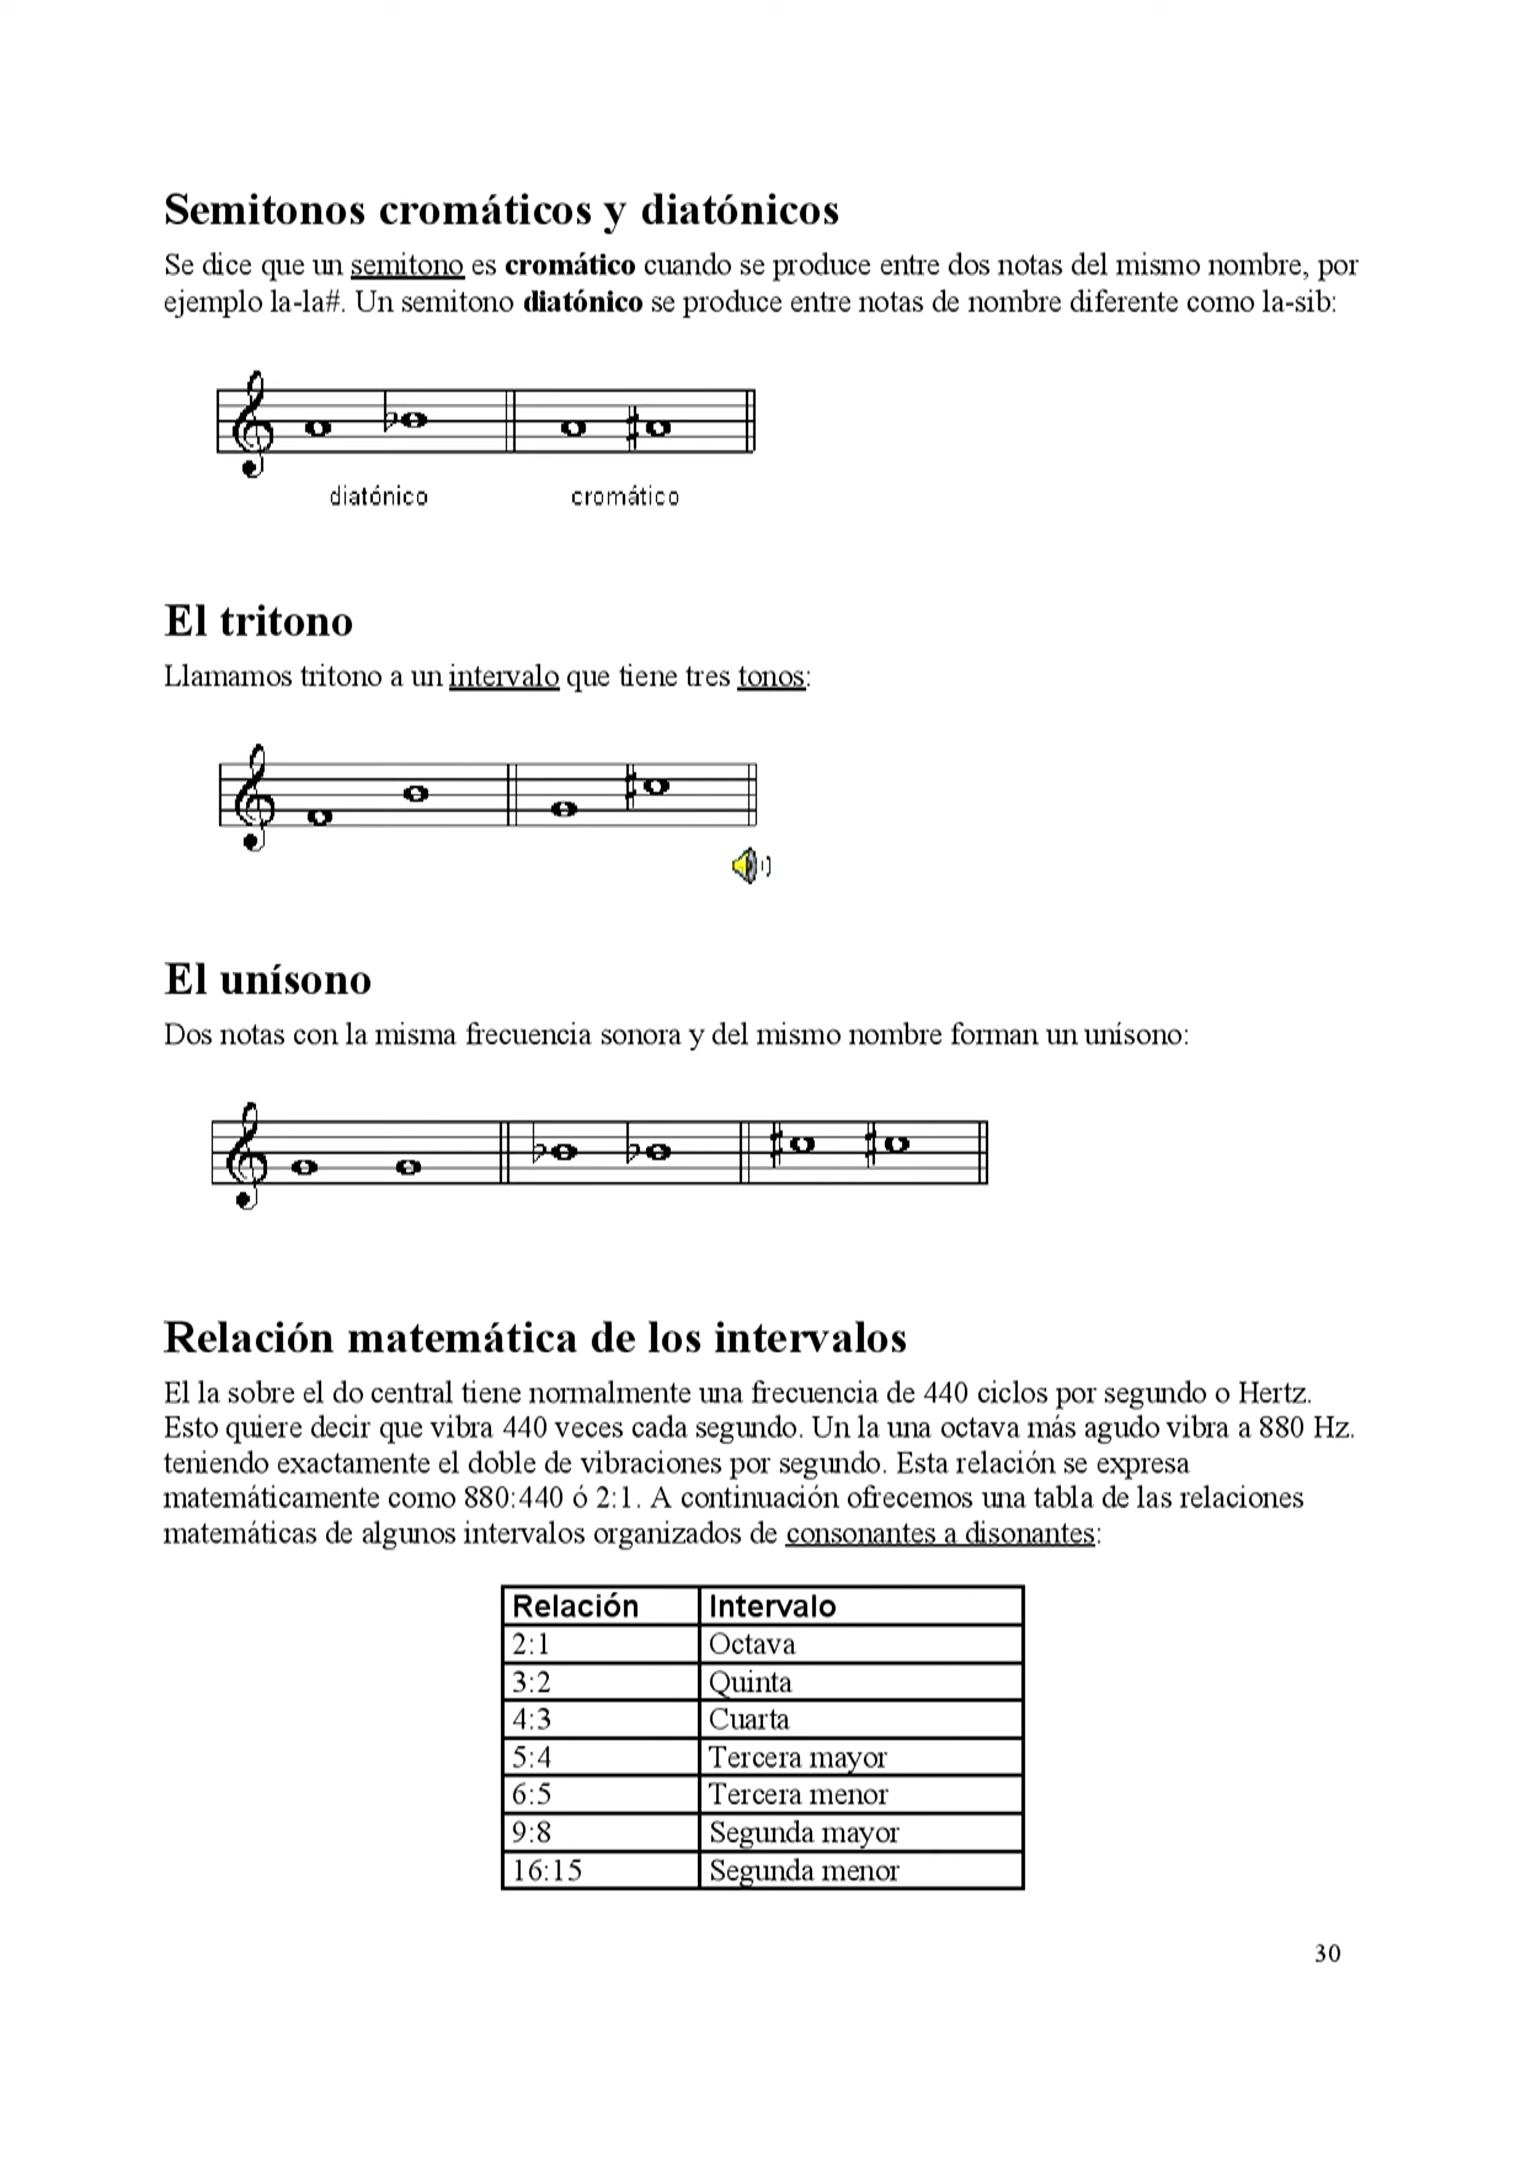 Semitonos cromáticos y diatónicos
Se dice que un semitono es cromático cuando se produce entre dos notas del mismo nombre, por
ejemplo la-la#. Un semitono diatónico se produce entre notas de nombre diferente como la-sib:
diatónico cromático
El tritono
Llamamos tritono a un intervalo que tiene tres tonos:
El unísono
Dos notas con la misma frecuencia sonora y del mismo nombre forman un unísono:
Relación matemática de los intervalos
El la sobre el do central tiene normalmente una frecuencia de 440 ciclos por segundo o Hertz.
Esto quiere decir que vibra 440 veces cada segundo. Un la una octava más agudo vibra a 880 Hz.
teniendo exactamente el doble de vibraciones por segundo. Esta relación se expresa
matemáticamente como 880:440 ó 2:1. A continuación ofrecemos una tabla de las relaciones
matemáticas de algunos intervalos organizados de consonantes a disonantes:
Relación Intervalo
2:1 Octava
3:2 Quinta
4:3 Cuarta
5:4 Tercera mayor
6:5 Tercera menor
9:8 Segunda mayor
16:15 Segunda menor
30